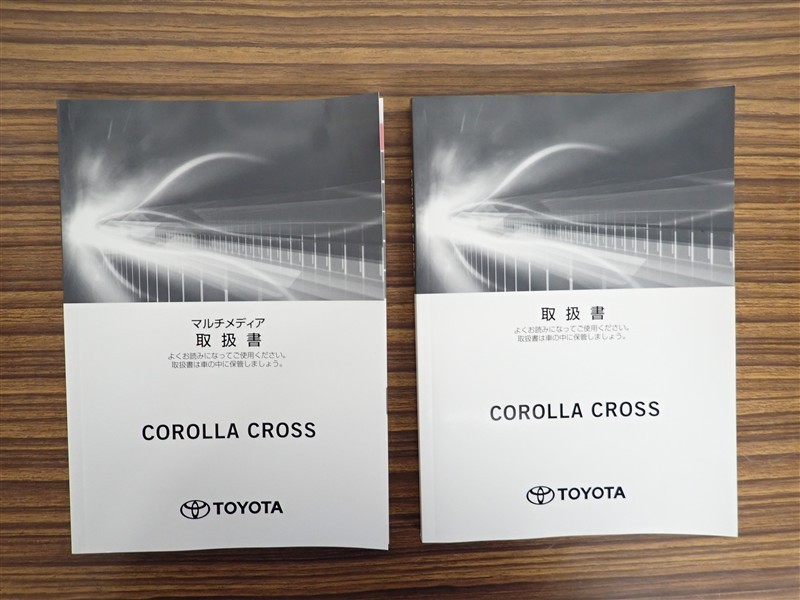 マルチメディア
取扱書
よくお読みになってご使用ください。
取扱書は車の中に保管しましょう。
COROLLA CROSS
TOYOTA
取扱書
よくお読みになってご使用ください。
取扱書は車の中に保管しましょう。
COROLLA CROSS
TOYOTA